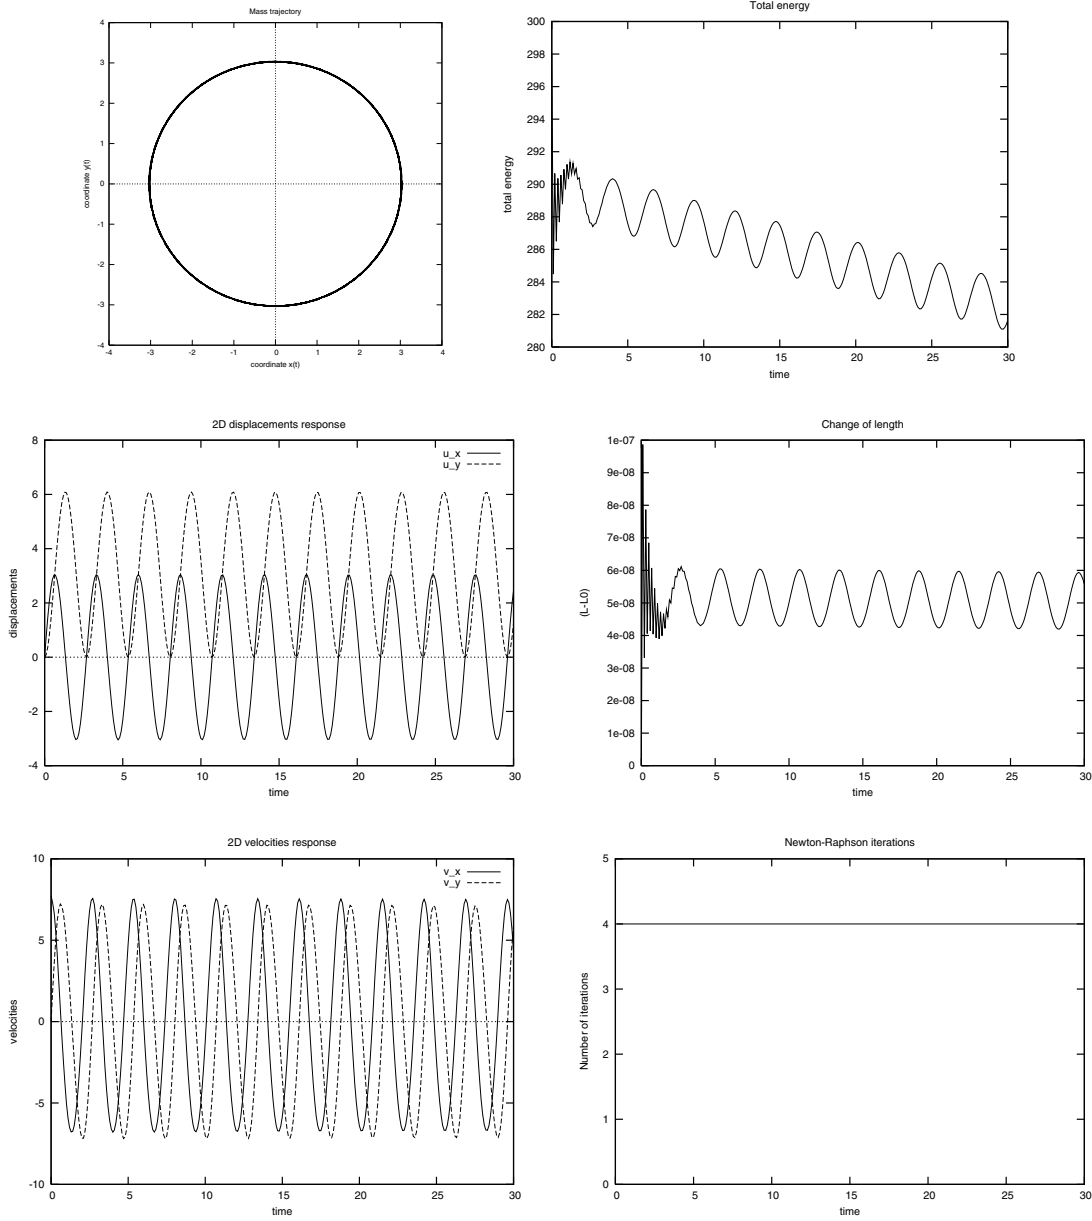 Mass trajectory
4
3
2
1
0
-1
-2
-3
-4
-4 -3 -2 -1 0 1 2 3 4
coordinate y(t)
coordinate x(t)
Total energy
300
298
296
294
292
290
288
286
284
282
280
0 5 10 15 20 25 30
total energy
time
2D displacements response
u_x
u_y
8
6
4
2
0
-2
-4
0 5 10 15 20 25 30
displacements
time
Change of length
1e-07
9e-08
8e-08
7e-08
6e-08
5e-08
4e-08
3e-08
2e-08
1e-08
0
0 5 10 15 20 25 30
(L-L0)
time
2D velocities response
v_x
v_y
10
5
0
-5
-10
0 5 10 15 20 25 30
velocities
time
Newton-Raphson iterations
5
4
3
2
1
0
0 5 10 15 20 25 30
Number of iterations
time